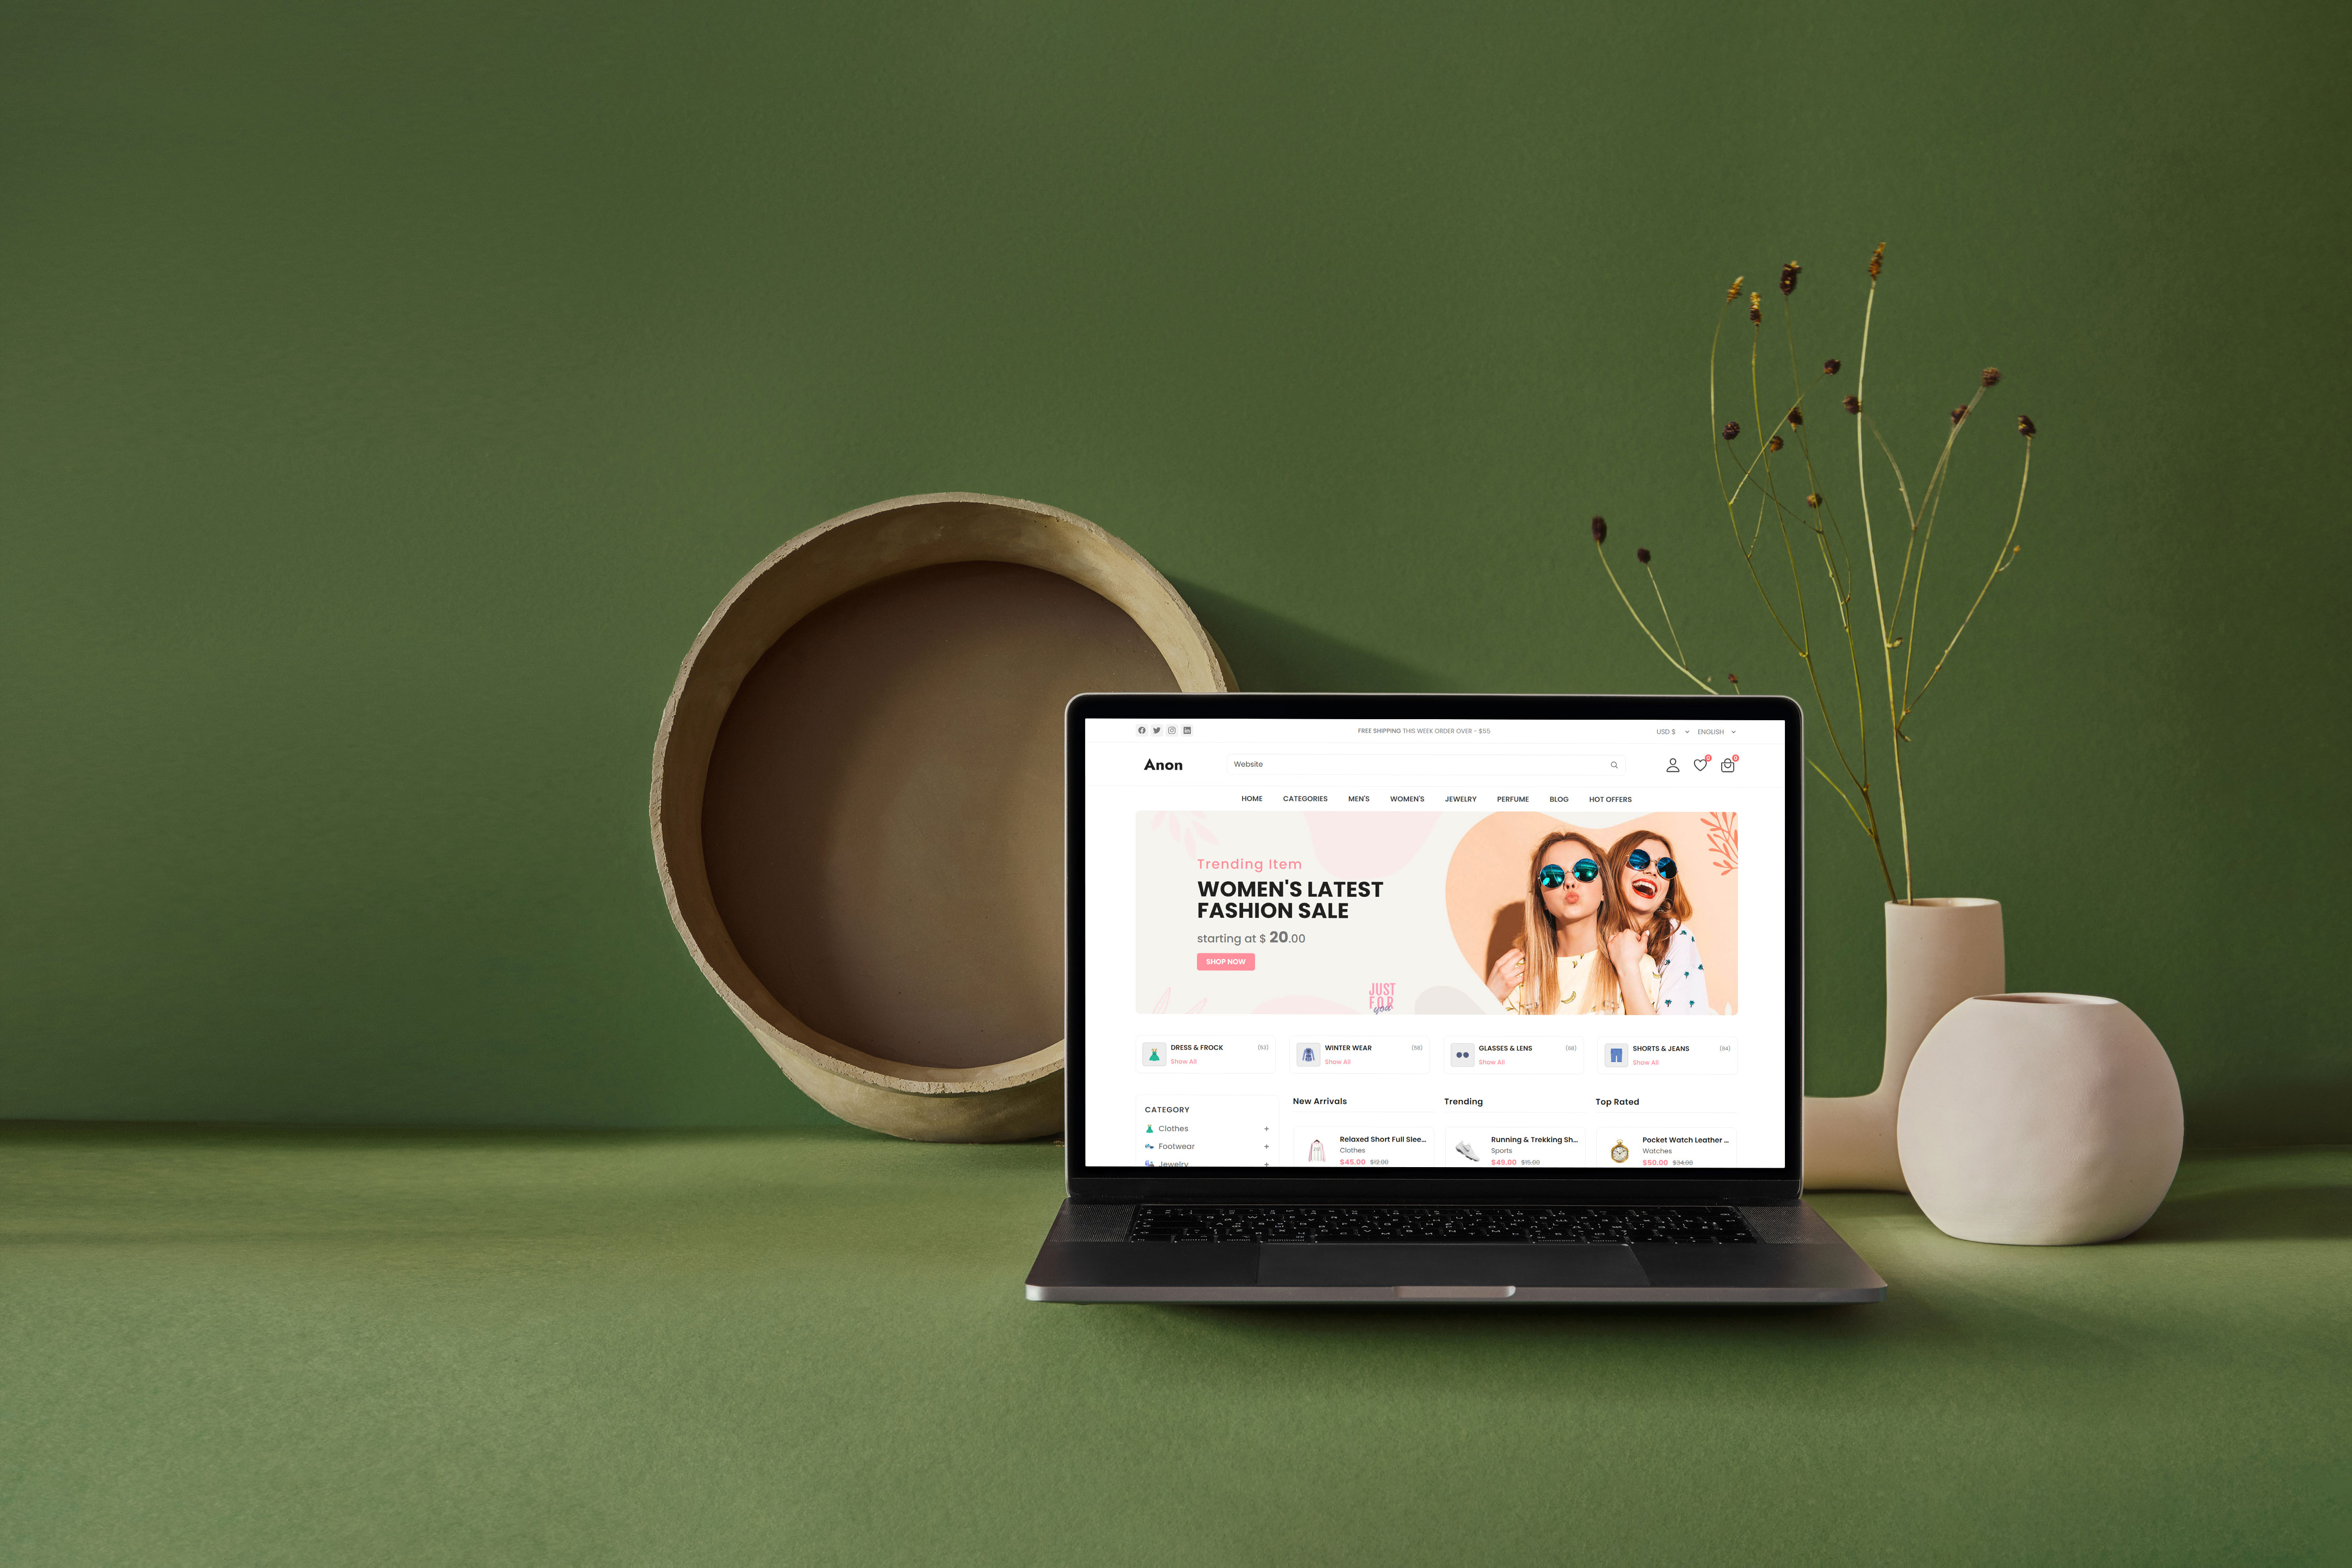 FREE SHIPPING THIS WEEK ORDER OVER - $55
USD $
ENGLISH
Anon
Website
0
0
HOME CATEGORIES MEN'S WOMEN'S JEWELRY PERFUME BLOG HOT OFFERS
Trending Item
WOMEN'S LATEST
FASHION SALE
starting at $ 20.00
SHOP NOW
JUST
FOR
you
DRESS & FROCK (53)
Show All
WINTER WEAR (58)
Show All
GLASSES & LENS (68)
Show All
SHORTS & JEANS (84)
Show All
CATEGORY
Clothes +
Footwear +
Jewelry +
New Arrivals
Relaxed Short Full Slee...
Clothes
$45.00 $12.00
Trending
Running & Trekking Sh...
Sports
$49.00 $15.00
Top Rated
Pocket Watch Leather ...
Watches
$50.00 $34.00